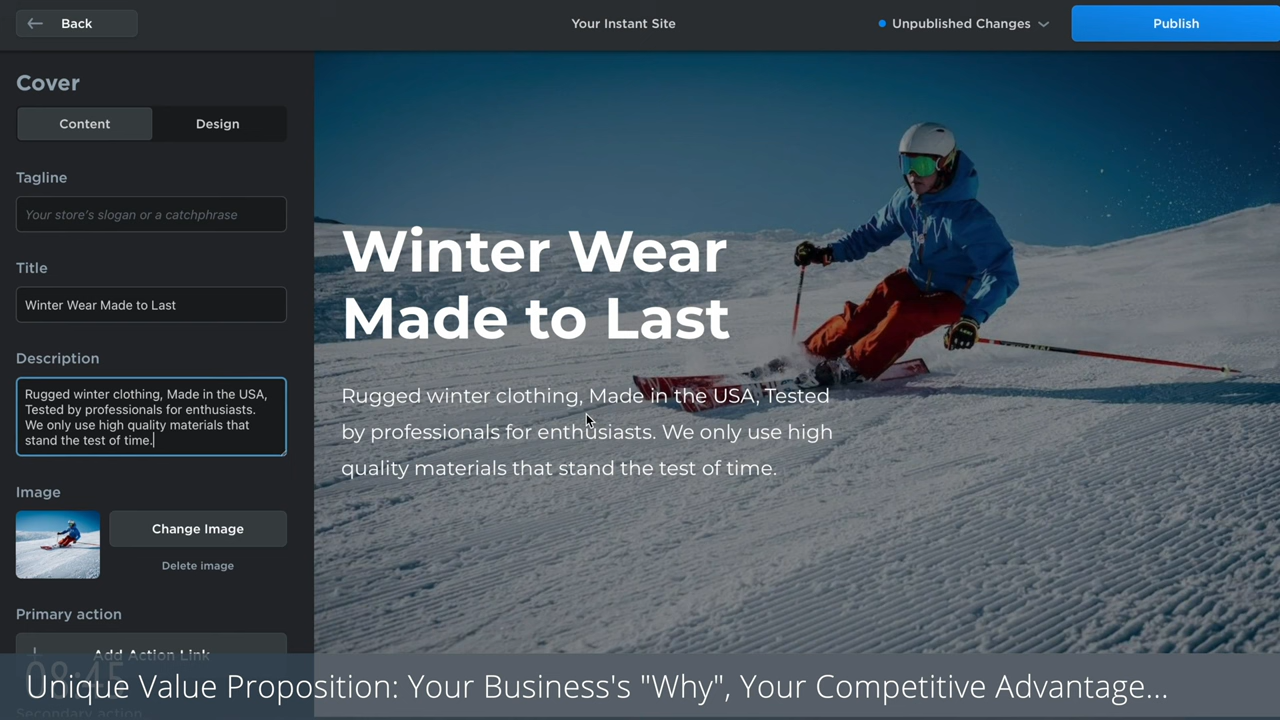 Back
Your Instant Site
Unpublished Changes
Publish
Cover
Content
Design
Tagline
Your store's slogan or a catchphrase
Title
Winter Wear Made to Last
Description
Rugged winter clothing, Made in the USA,
Tested by professionals for enthusiasts.
We only use high quality materials that
stand the test of time.
Image
Change Image
Delete image
Primary action
Add Action Link
08:45
Secondary action
Winter Wear
Made to Last
Rugged winter clothing, Made in the USA, Tested
by professionals for enthusiasts. We only use high
quality materials that stand the test of time.
Unique Value Proposition: Your Business's "Why", Your Competitive Advantage...